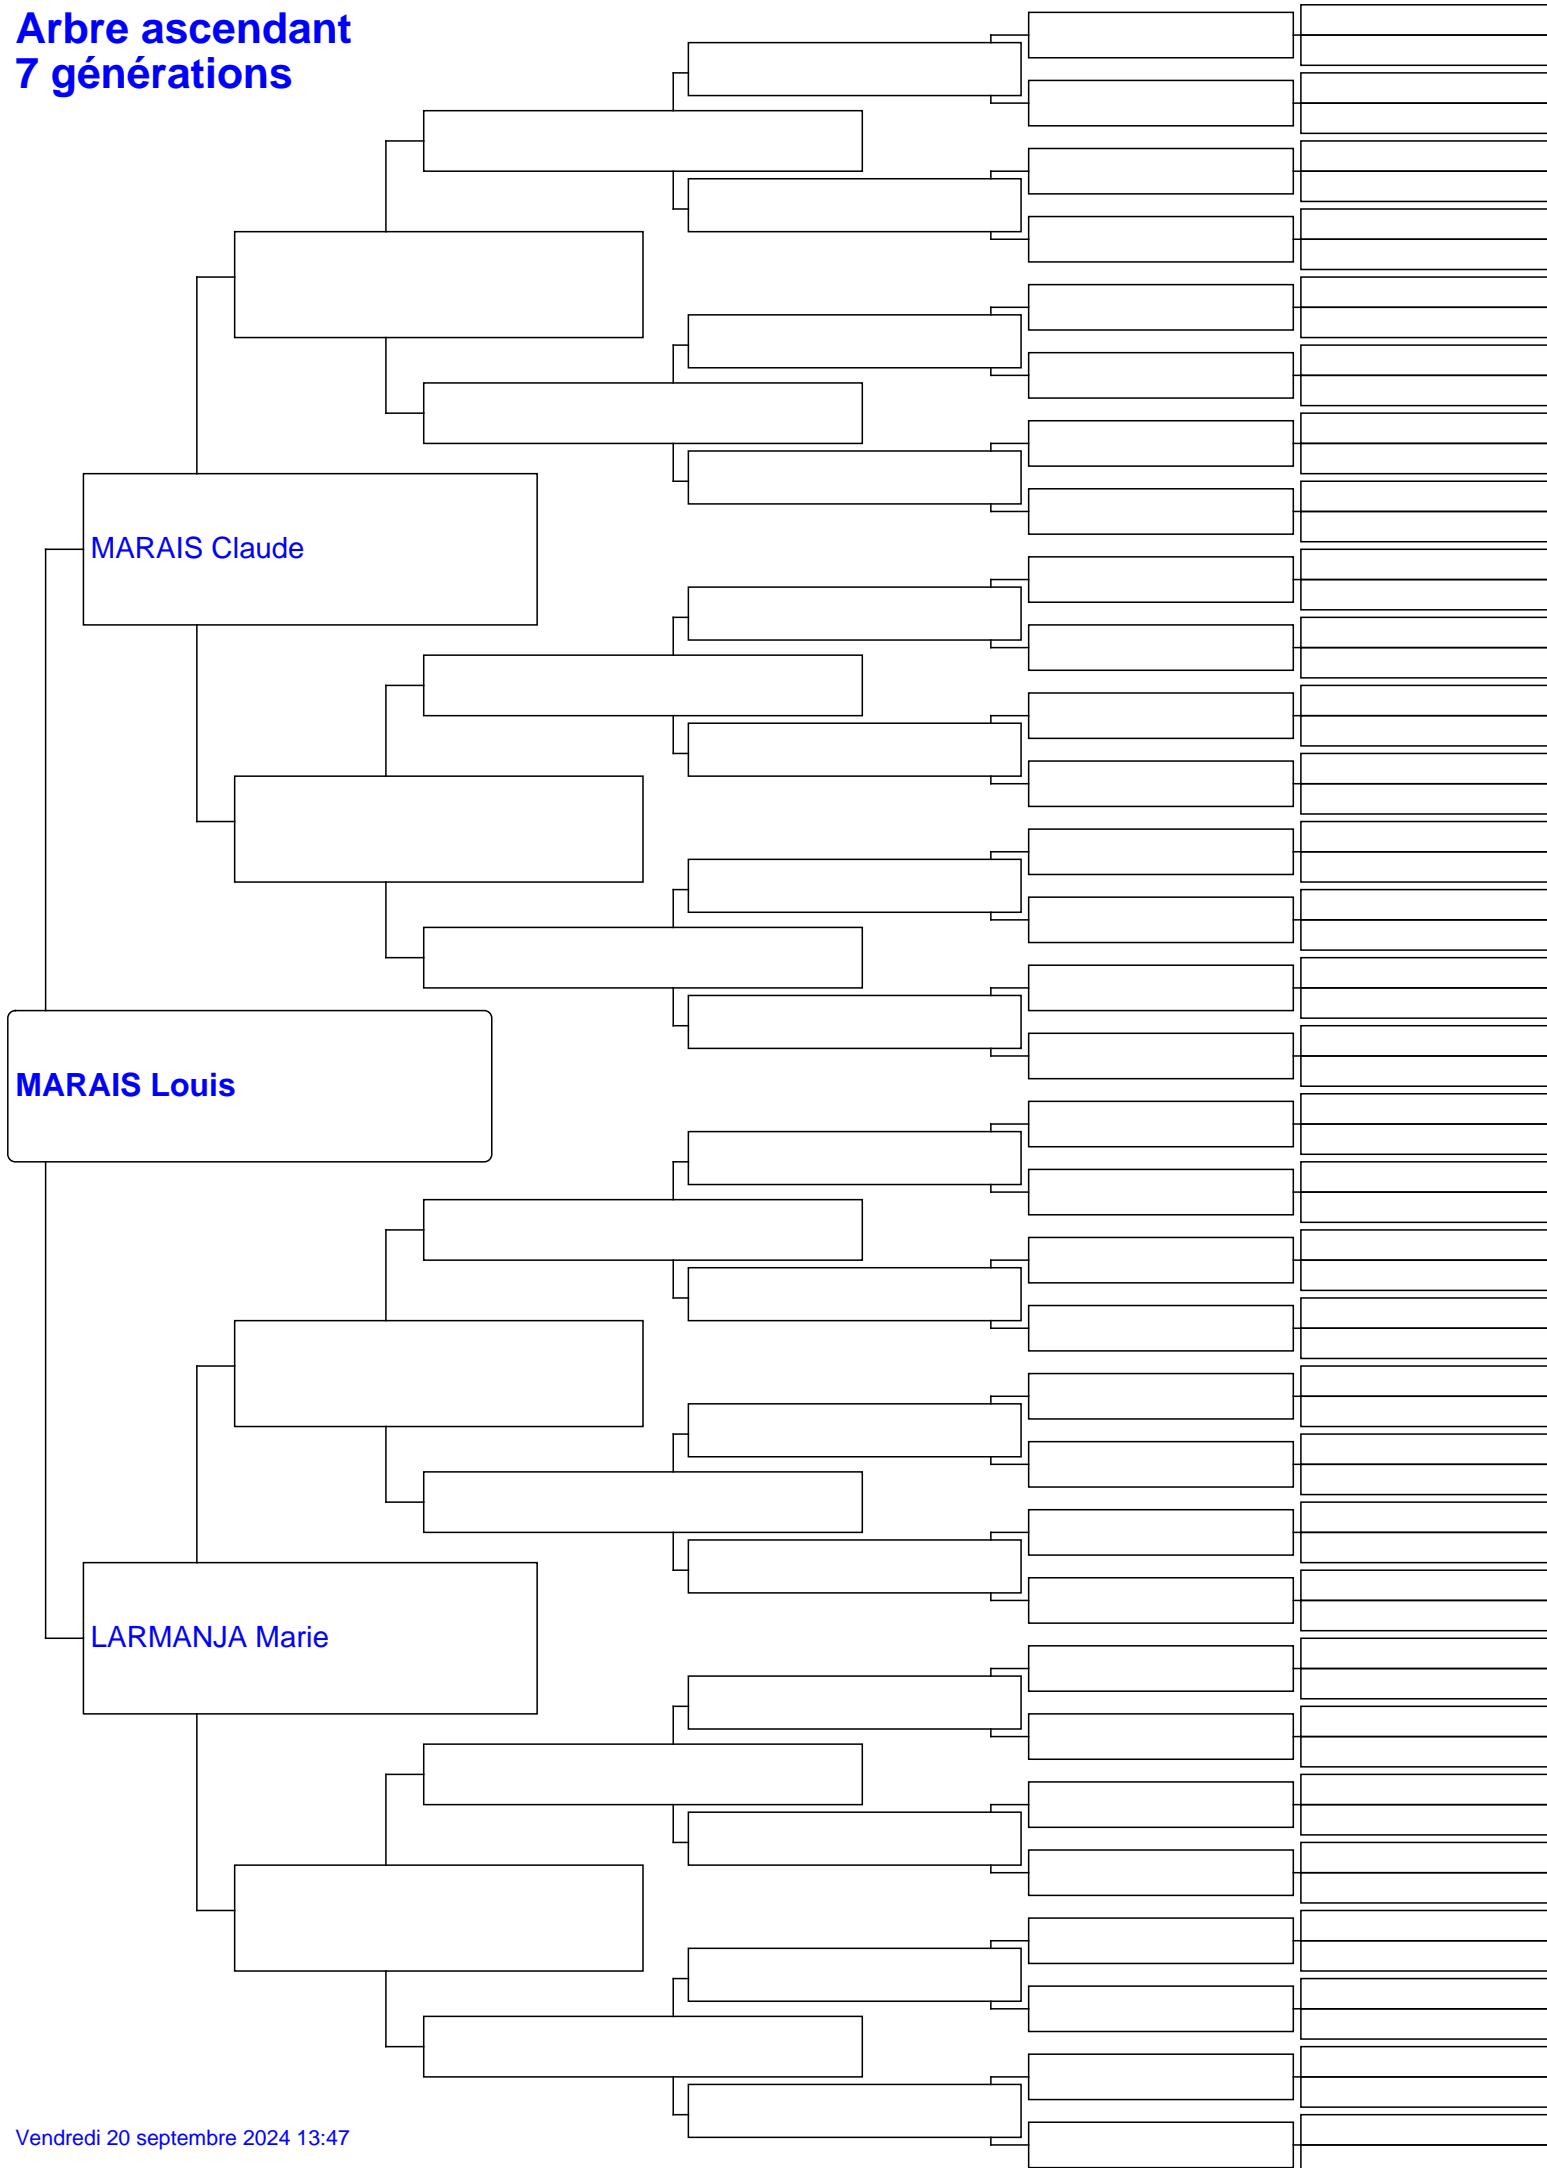 Arbre ascendant
7 générations
MARAIS Claude
MARAIS Louis
LARMANJA Marie
Vendredi 20 septembre 2024 13:47